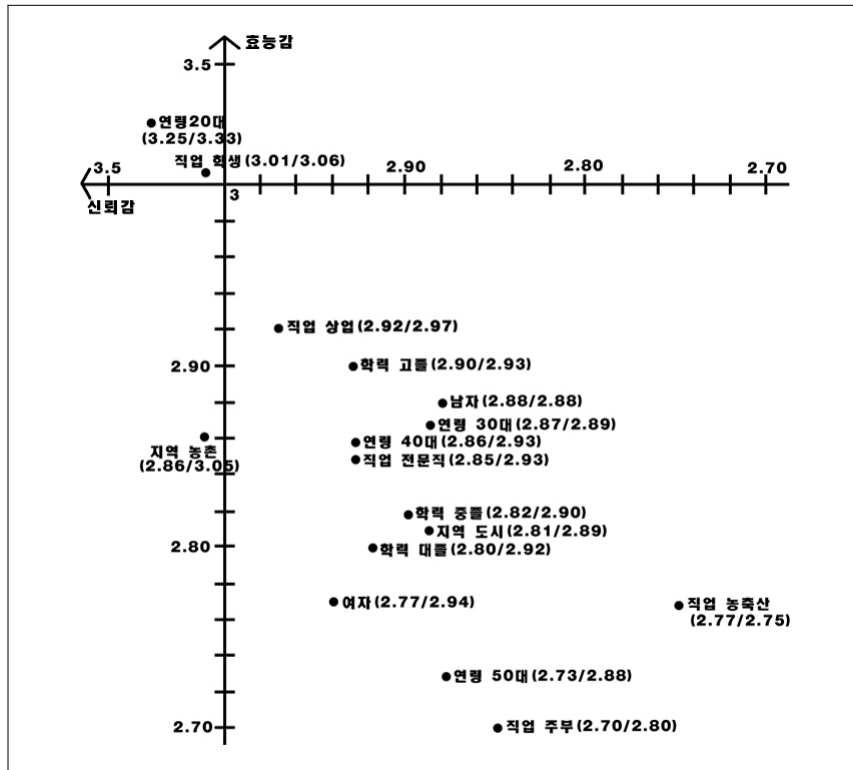 효능감
3.5
연령20대
(3.25/3.33)
직업 학생(3.01/3.06)
3.5
2.90
2.80
2.70
신뢰감
3
직업 상업(2.92/2.97)
2.90
학력 고졸(2.90/2.93)
남자(2.88/2.88)
연령 30대(2.87/2.89)
연령 40대(2.86/2.93)
지역 농촌
(2.86/3.05)
직업 전문직(2.85/2.93)
학력 중졸(2.82/2.90)
지역 도시(2.81/2.89)
2.80
학력 대졸(2.80/2.92)
여자(2.77/2.94)
직업 농축산
(2.77/2.75)
연령 50대(2.73/2.88)
2.70
직업 주부(2.70/2.80)